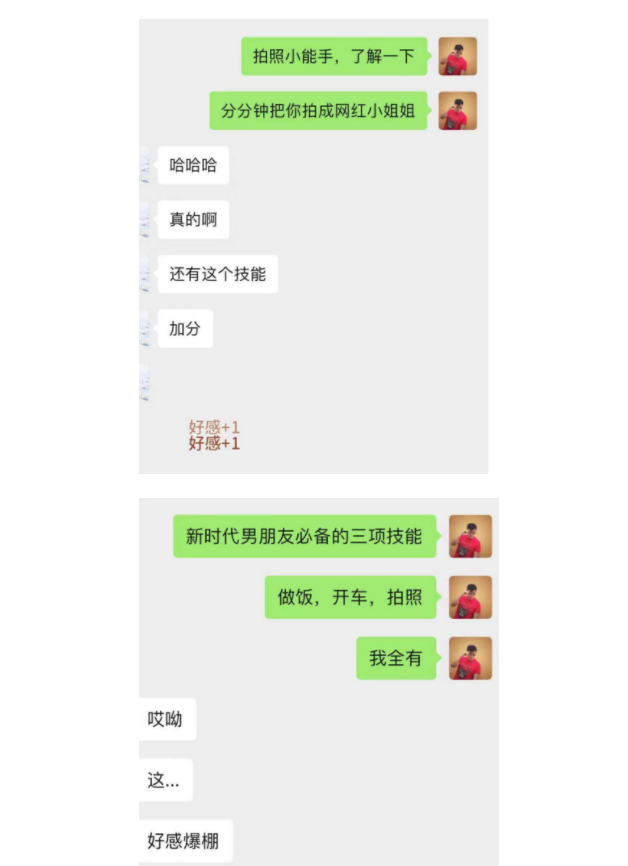 拍照小能手，了解一下
分分钟把你拍成网红小姐姐
哈哈哈
真的啊
还有这个技能
加分
好感+1
好感+1
新时代男朋友必备的三项技能
做饭，开车，拍照
我全有
哎呦
这...
好感爆棚